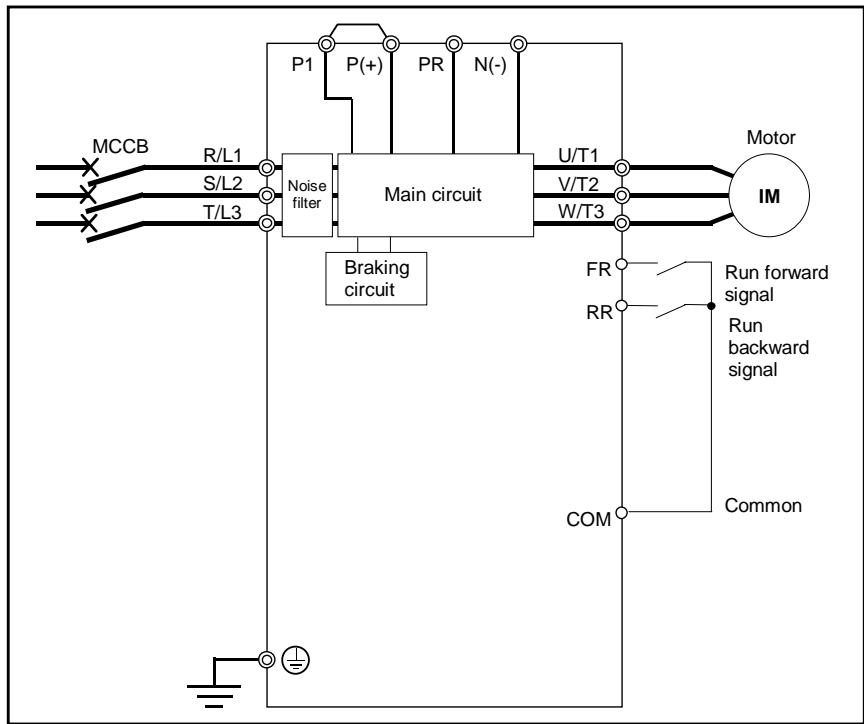 P1
P(+)
PR
N(-)
MCCB
R/L1
S/L2
T/L3
Noise
filter
Main circuit
Braking
circuit
U/T1
V/T2
W/T3
Motor
IM
FR
Run forward
signal
RR
Run
backward
signal
COM
Common